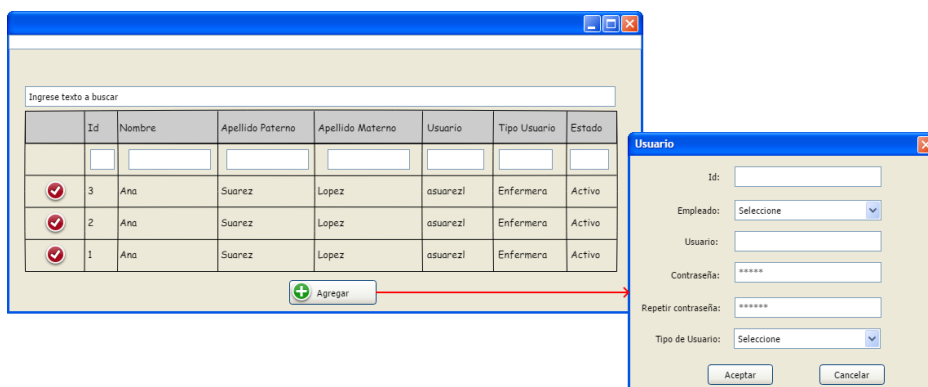 Ingrese texto a buscar
Id Nombre Apellido Paterno Apellido Materno Usuario Tipo Usuario Estado
3 Ana Suarez Lopez asuarezl Enfermera Activo
2 Ana Suarez Lopez asuarezl Enfermera Activo
1 Ana Suarez Lopez asuarezl Enfermera Activo
Agregar
Usuario
Id:
Empleado: Seleccione
Usuario:
Contraseña: *****
Repetir contraseña: ******
Tipo de Usuario: Seleccione
Aceptar Cancelar